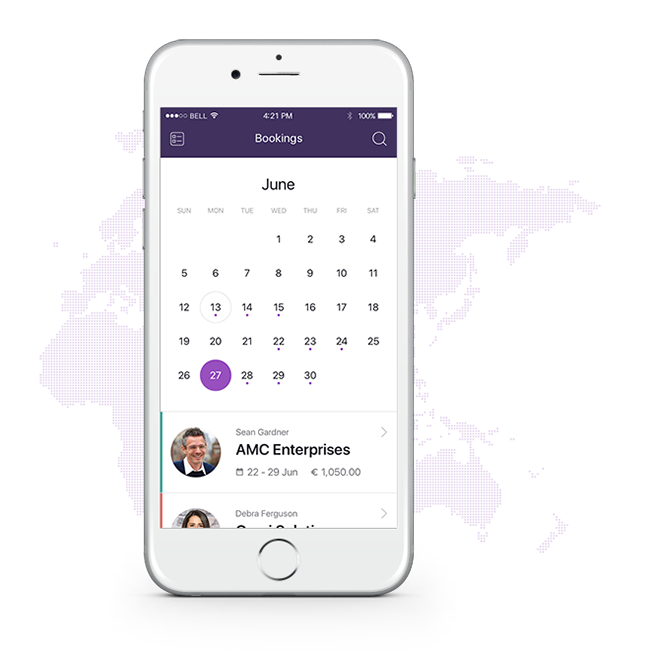 BELL 4:21 PM 100%
Bookings
June
SUN MON TUE WED THU FRI SAT
1 2 3 4
5 6 7 8 9 10 11
12 13 14 15 16 17 18
19 20 21 22 23 24 25
26 27 28 29 30
Sean Gardner
AMC Enterprises
22 - 29 Jun € 1,050.00
Debra Ferguson